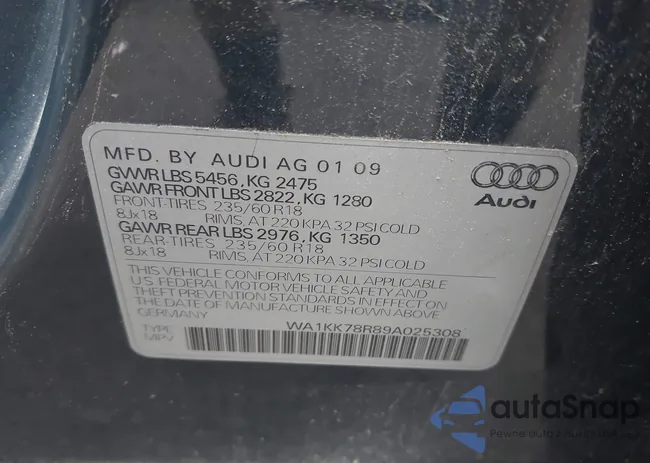 MFD. BY AUDI AG 01 09
GVWR LBS 5456, KG 2475
GAWR FRONT LBS 2822, KG 1280
FRONT-TIRES 235/60 R18
8Jx18 RIMS, AT 220 KPA 32 PSI COLD
GAWR REAR LBS 2976, KG 1350
REAR-TIRES 235/60 R18
8Jx18 RIMS, AT 220 KPA 32 PSI COLD
THIS VEHICLE CONFORMS TO ALL APPLICABLE
U.S. FEDERAL MOTOR VEHICLE SAFETY AND
THEFT PREVENTION STANDARDS IN EFFECT ON
THE DATE OF MANUFACTURE SHOWN ABOVE
GERMANY
WA1KK78R89A025308
TYPE
MPV
Audi
autaSnap
Pewne auta z